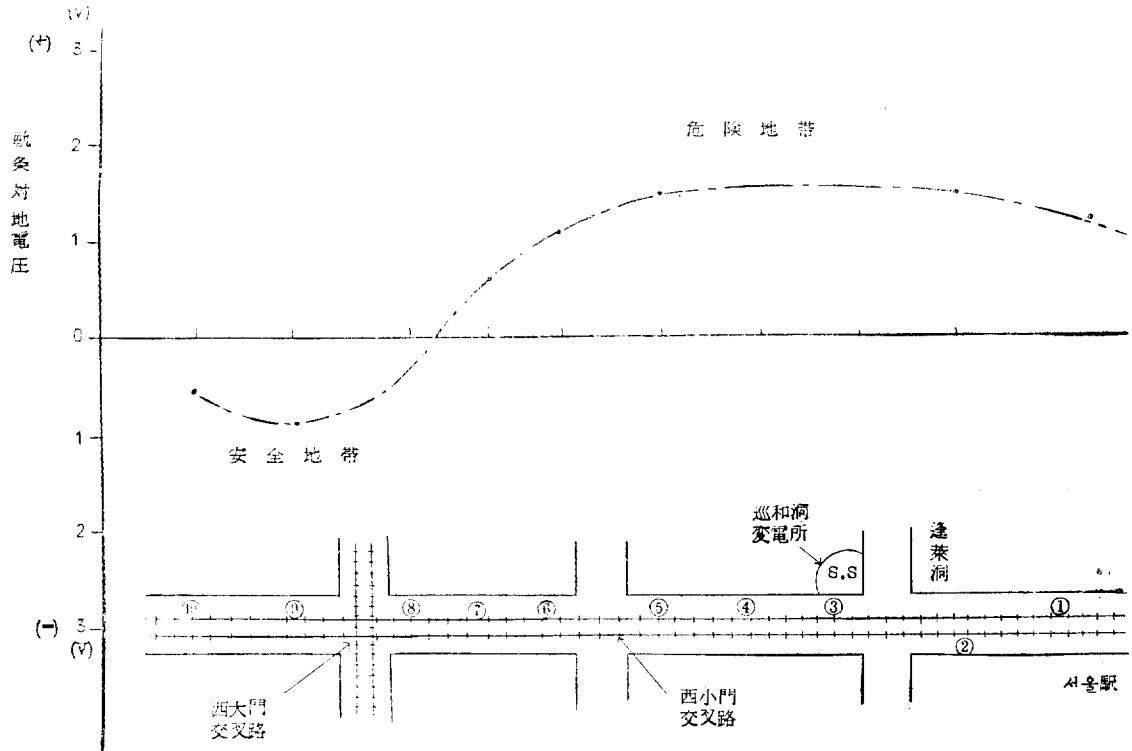 (V)
(+)
3
2
1
0
1
2
(-) 3
(V)
軌条対地電圧
危険地帯
安全地帯
巡和洞
変電所
S.S
逢萊洞
⑩ ⑨ ⑧ ⑦ ⑥ ⑤ ④ ③ ①
②
西大門
交叉路
西小門
交叉路
서울駅